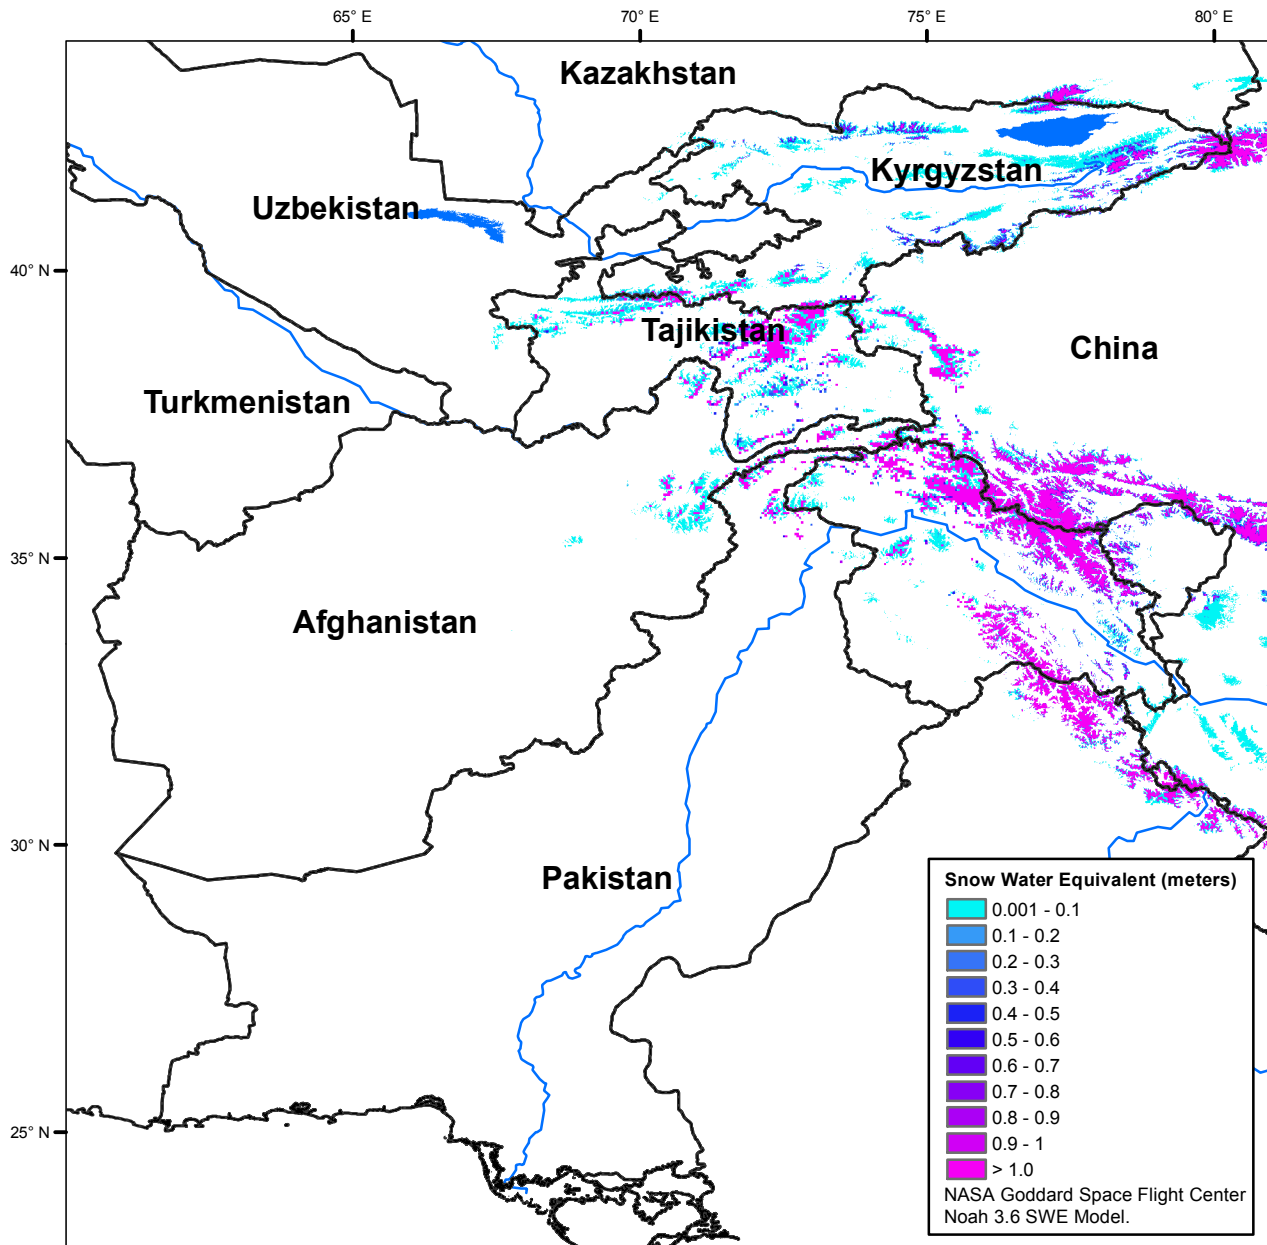 65° E
70° E
75° E
80° E
Kazakhstan
Kyrgyzstan
Uzbekistan
40° N
Tajikistan
China
Turkmenistan
35° N
Afghanistan
30° N
Pakistan
25° N
Snow Water Equivalent (meters)
0.001 - 0.1
0.1 - 0.2
0.2 - 0.3
0.3 - 0.4
0.4 - 0.5
0.5 - 0.6
0.6 - 0.7
0.7 - 0.8
0.8 - 0.9
0.9 - 1
> 1.0
NASA Goddard Space Flight Center
Noah 3.6 SWE Model.